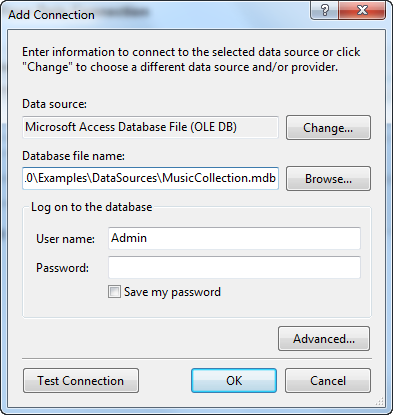 Add Connection
Enter information to connect to the selected data source or click
"Change" to choose a different data source and/or provider.
Data source:
Microsoft Access Database File (OLE DB)
Change...
Database file name:
.0\Examples\DataSources\MusicCollection.mdb
Browse...
Log on to the database
User name:
Admin
Password:
Save my password
Advanced...
Test Connection
OK
Cancel